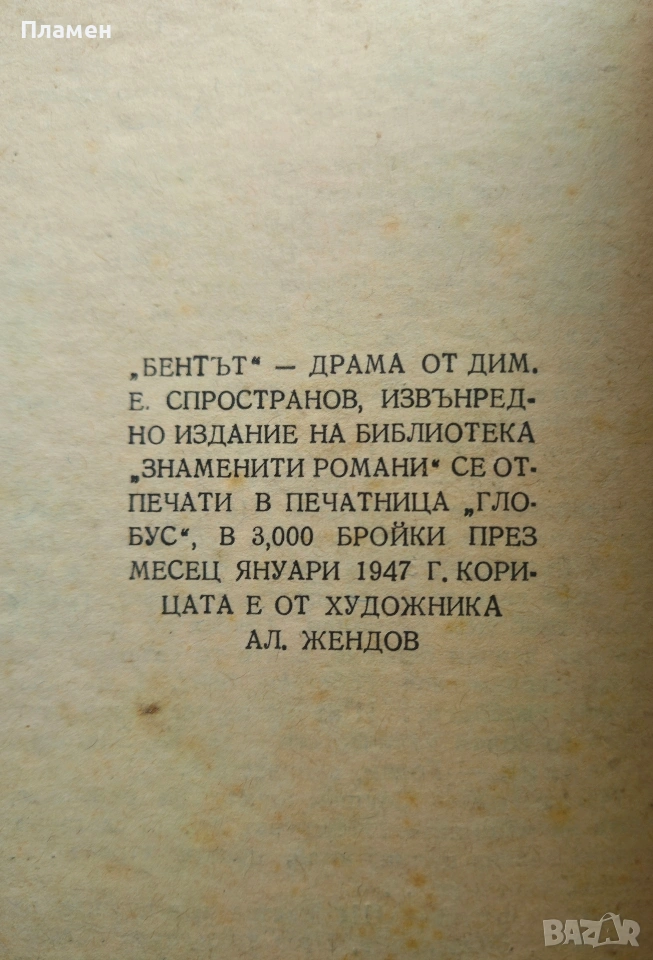 Пламен
„БЕНТЪТ“ — ДРАМА ОТ ДИМ.
Е. СПРОСТРАНОВ, ИЗВЪНРЕД-
НО ИЗДАНИЕ НА БИБЛИОТЕКА
„ЗНАМЕНИТИ РОМАНИ“ СЕ ОТ-
ПЕЧАТИ В ПЕЧАТНИЦА „ГЛО-
БУС“, В 3,000 БРОЙКИ ПРЕЗ
МЕСЕЦ ЯНУАРИ 1947 Г. КОРИ-
ЦАТА Е ОТ ХУДОЖНИКА
АЛ. ЖЕНДОВ
BAZAR